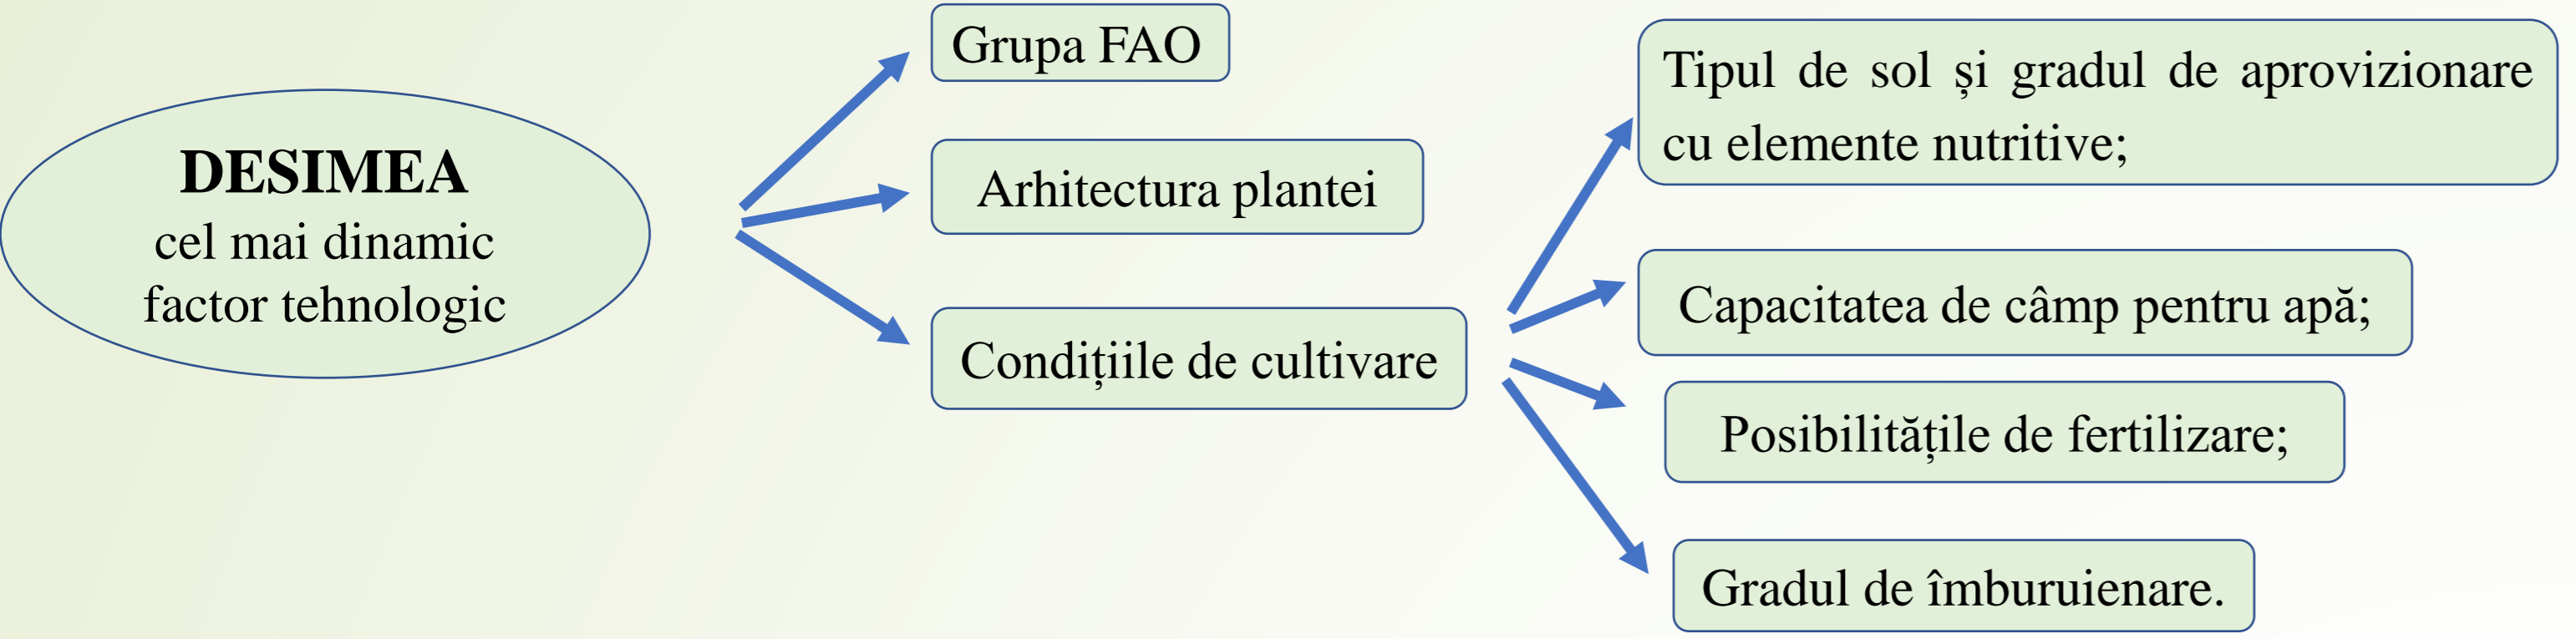 DESIMEA
cel mai dinamic
factor tehnologic
Grupa FAO
Arhitectura plantei
Condițiile de cultivare
Tipul de sol și gradul de aprovizionare
cu elemente nutritive;
Capacitatea de câmp pentru apă;
Posibilitățile de fertilizare;
Gradul de îmburuienare.